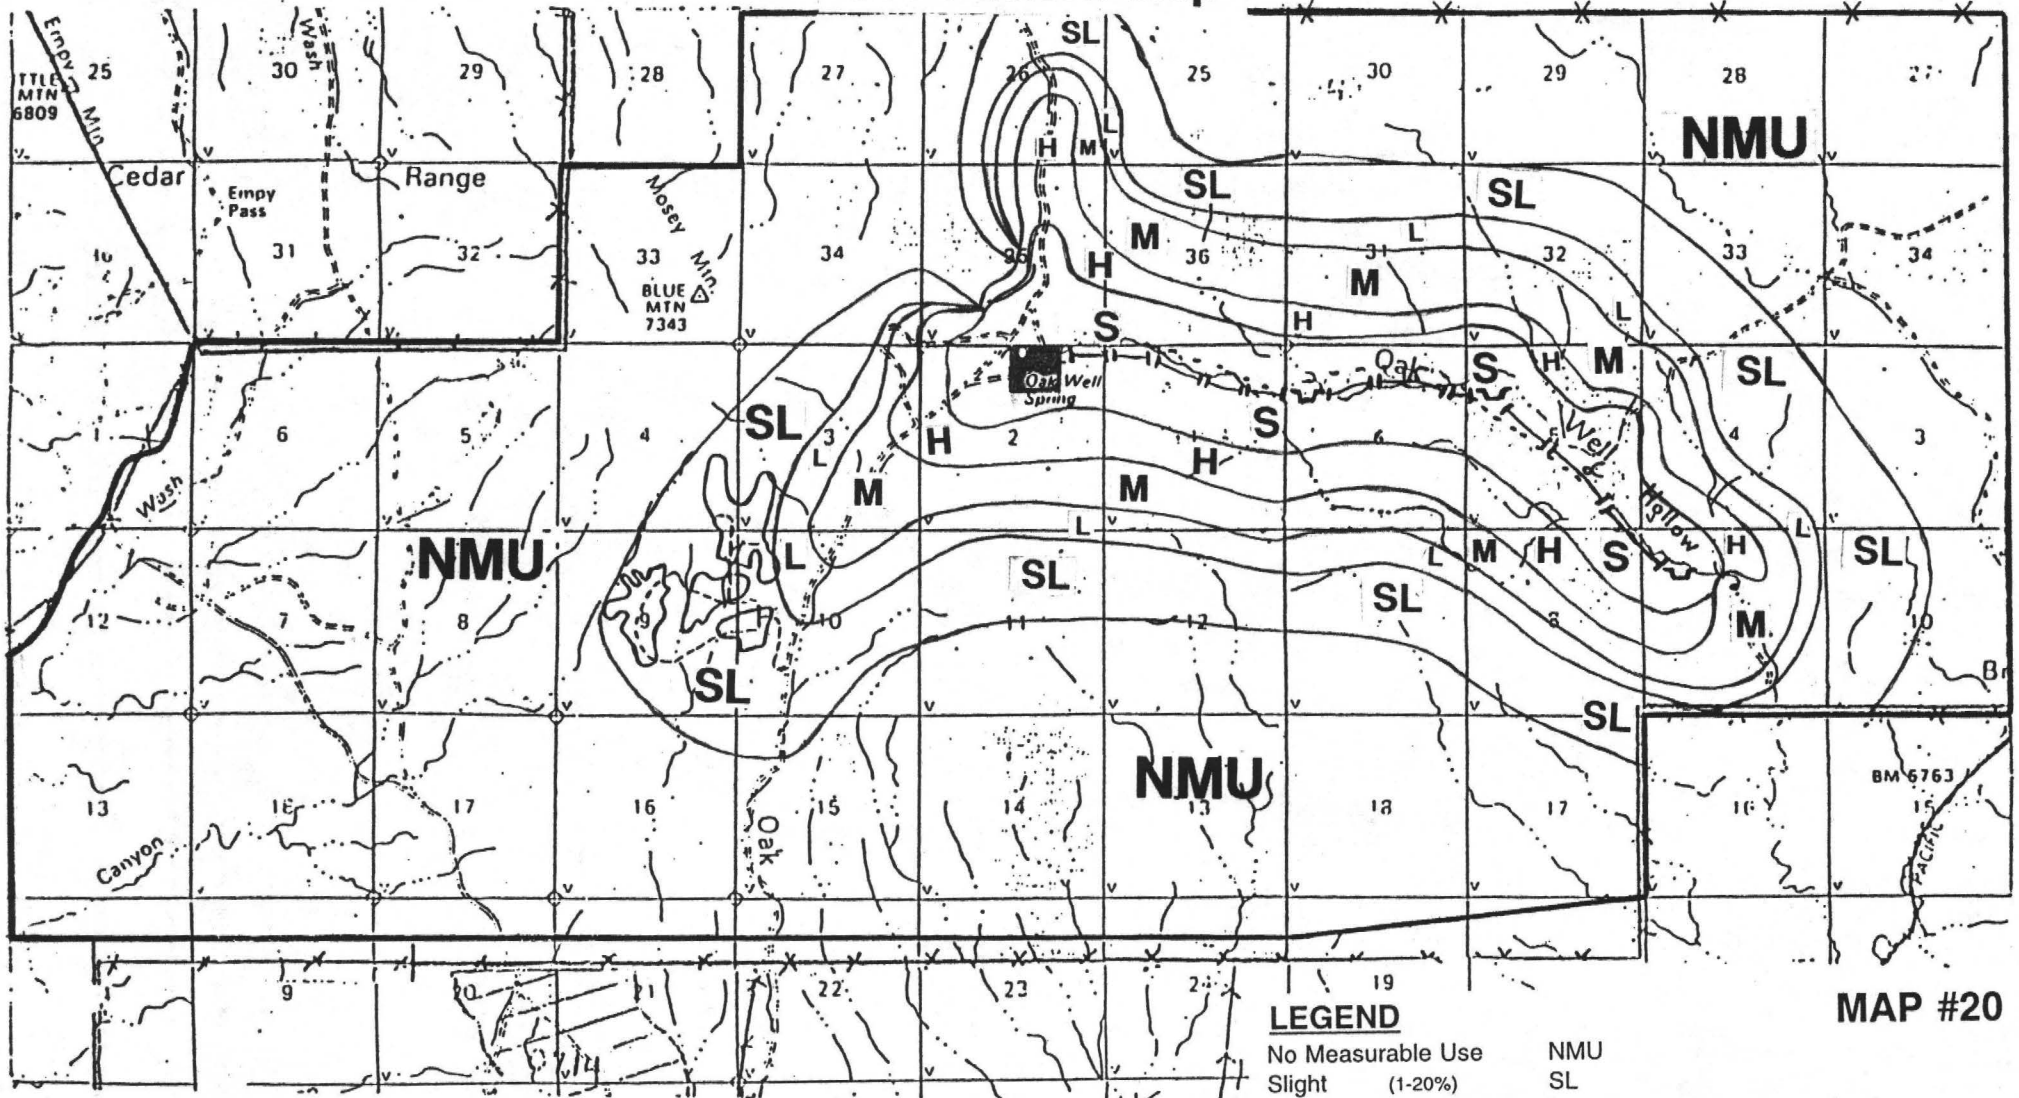 SL
Empy Mtn
Wash
25
30
29
28
27
26
25
30
29
28
27
TTLE
MTN
6809
NMU
L
H
M
Cedar
Range
Empy
Pass
Mosey Mtn
SL
SL
M
L
31
32
33
34
H
36
31
M
32
33
34
BLUE
MTN
7343
L
H
S
H
M
SL
Oak
S
Oak Well
Spring
SL
1
6
5
4
3
L
H
2
S
6
Well
4
3
H
M
M
Wash
L
Hollow
L
NMU
L
SL
L
M
H
S
H
SL
SL
12
7
8
9
10
11
12
8
M
10
SL
Br
SL
NMU
BM 6763
13
17
16
15
14
13
18
17
16
15
Oak
Canyon
PACIFIC
9
20
21
22
23
24
19
MAP #20
LEGEND
No Measurable Use NMU
Slight (1-20%) SL